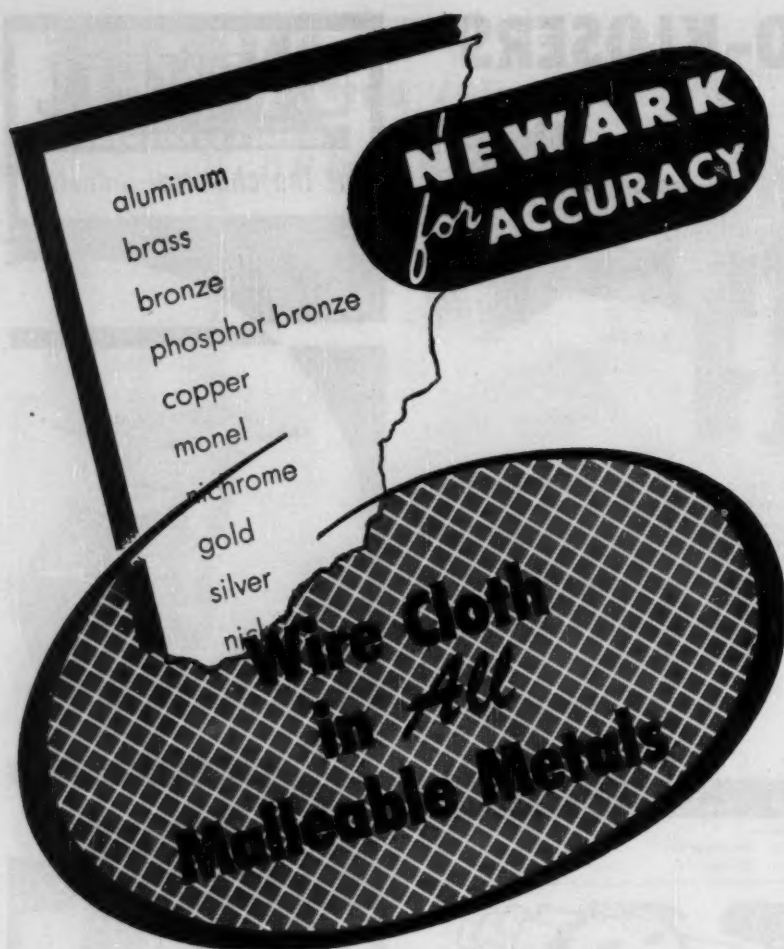 NEWARK
for ACCURACY
aluminum
brass
bronze
phosphor bronze
copper
monel
nichrome
gold
silver
Wire Cloth
in All
Malleable Metals